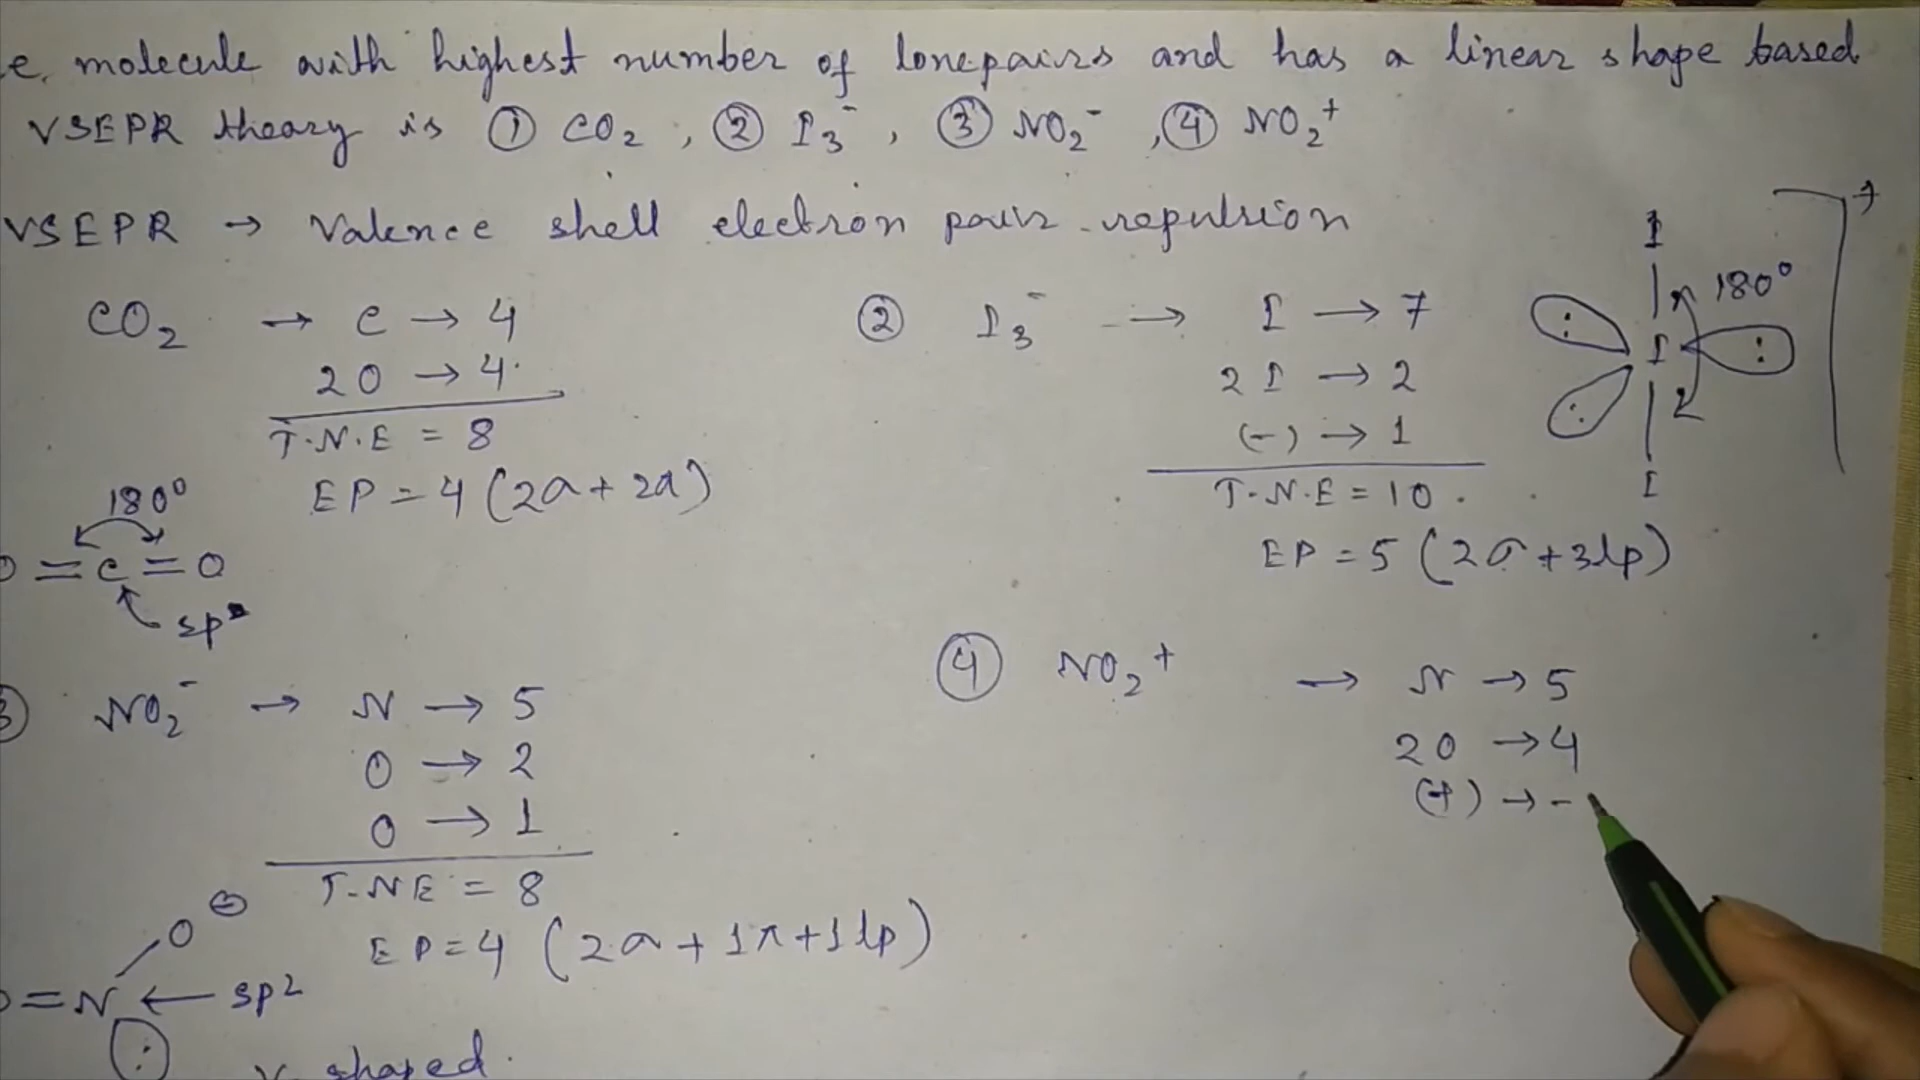 e. molecule with highest number of lonepairs and has a linear shape based
VSEPR theory is ① CO₂ , ② I₃⁻ , ③ NO₂⁻ , ④ NO₂⁺
VSEPR → Valence shell electron pair repulsion
CO₂ → C → 4
2O → 4
T.N.E = 8
EP = 4 (2σ + 2π)
180°
O = C = O
sp
② I₃⁻ → I → 7
2I → 2
(-) → 1
T.N.E = 10
EP = 5 (2σ + 3lp)
I
180°
: I :
:
I
③ NO₂⁻ → N → 5
O → 2
O → 1
T.NE = 8
EP = 4 (2σ + 1π + 1lp)
O ⊖
O = N ← sp²
:
V shaped.
④ NO₂⁺ → N → 5
2O → 4
(+) → -